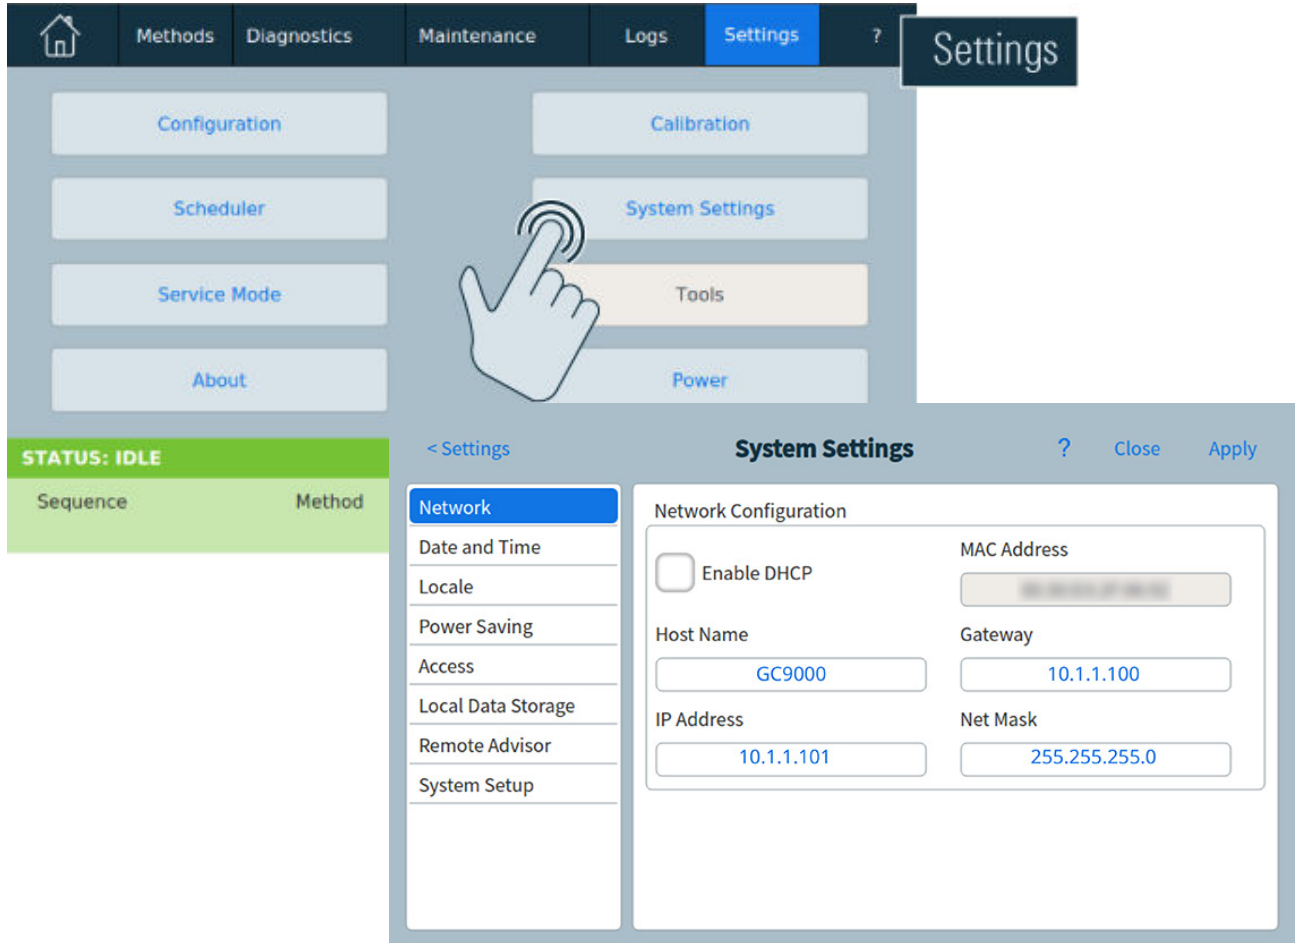 Methods Diagnostics Maintenance Logs Settings ?
Settings
Configuration Calibration
Scheduler System Settings
Service Mode Tools
About Power
STATUS: IDLE
Sequence Method
< Settings System Settings ? Close Apply
Network
Date and Time
Locale
Power Saving
Access
Local Data Storage
Remote Advisor
System Setup
Network Configuration
Enable DHCP
MAC Address
Host Name
Gateway
GC9000
10.1.1.100
IP Address
Net Mask
10.1.1.101
255.255.255.0